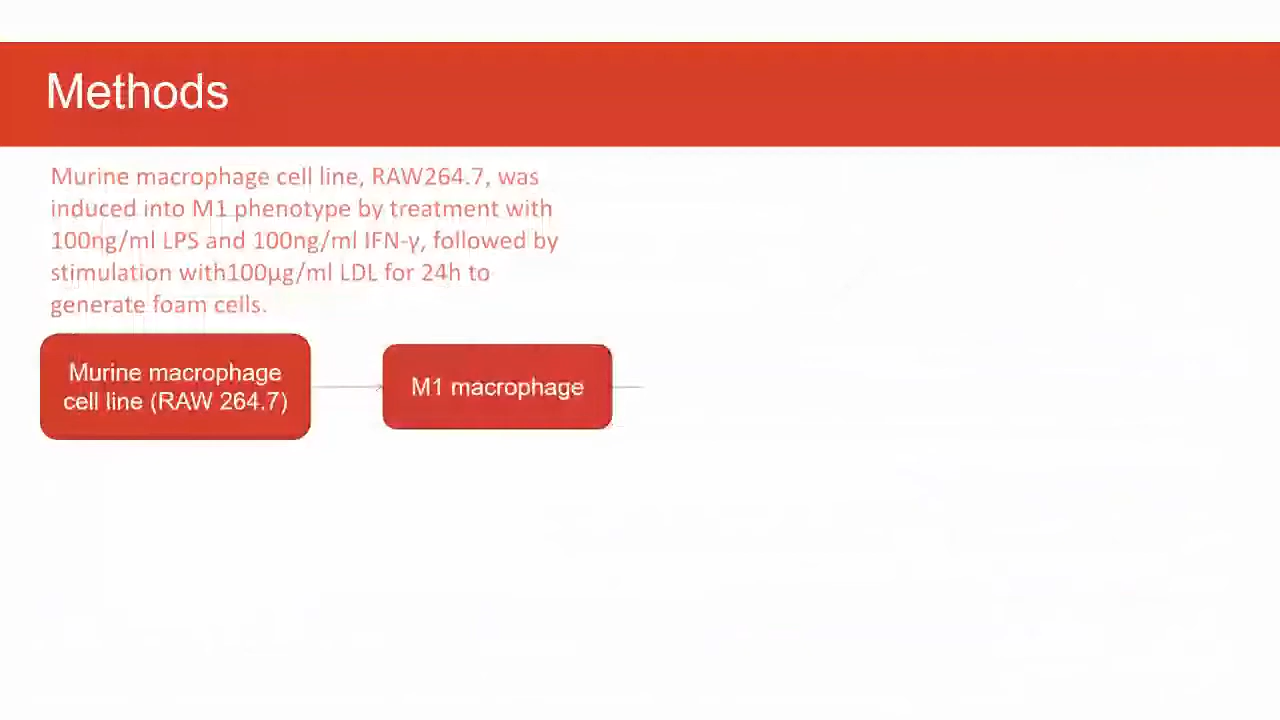 Methods
Murine macrophage cell line, RAW264.7, was
induced into M1 phenotype by treatment with
100ng/ml LPS and 100ng/ml IFN-γ, followed by
stimulation with100µg/ml LDL for 24h to
generate foam cells.
Murine macrophage
cell line (RAW 264.7)
M1 macrophage